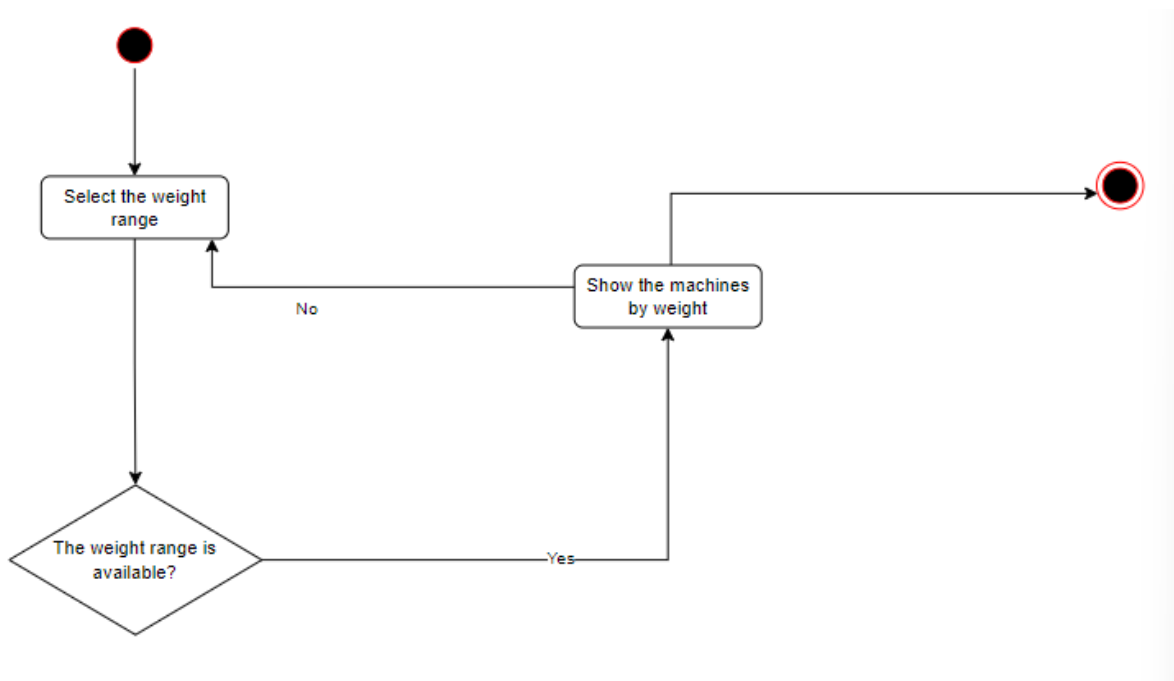 Select the weight
range
Show the machines
by weight
No
The weight range is
available?
Yes